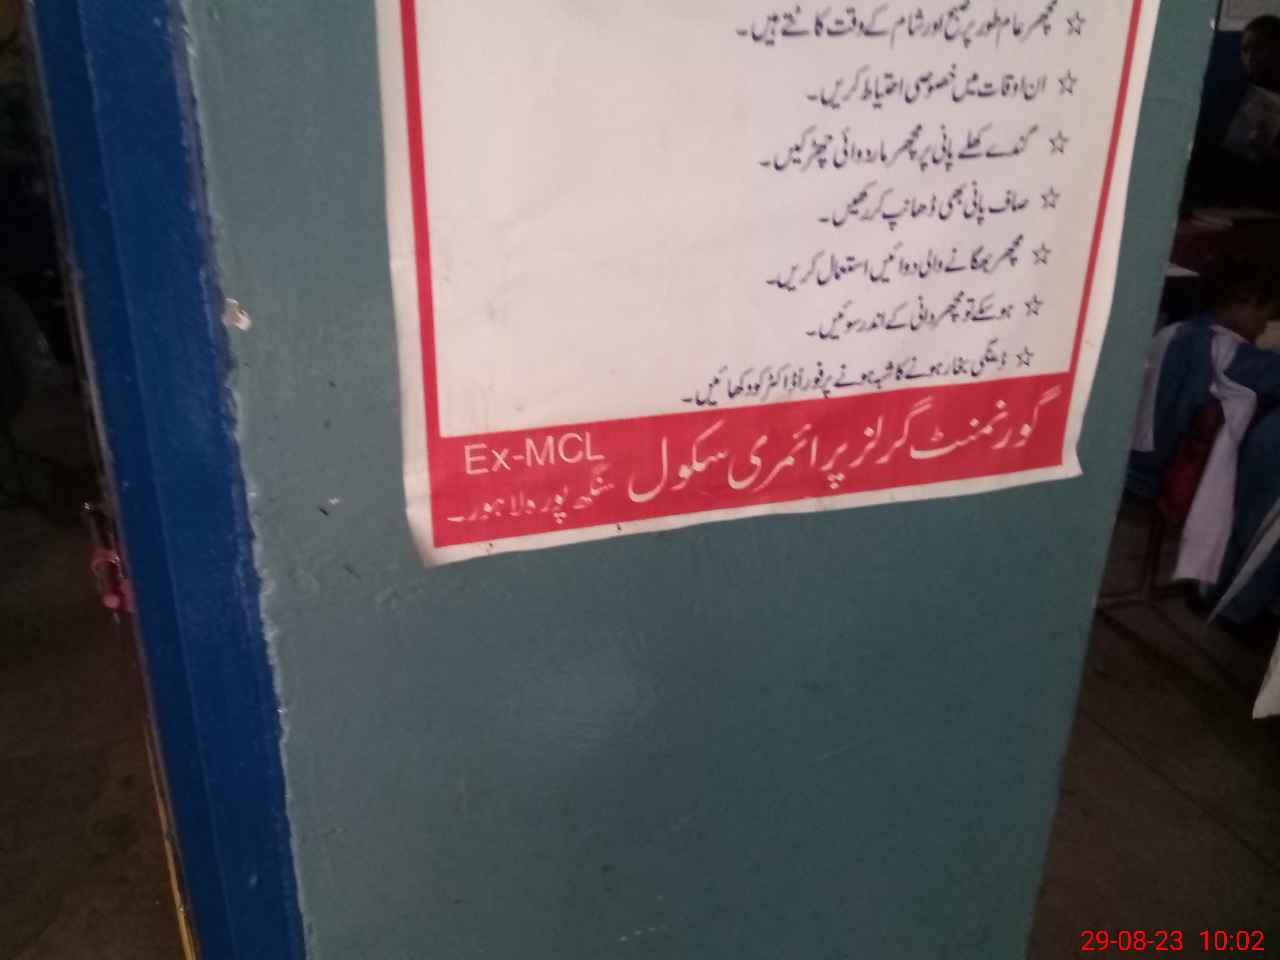 ☆ مچھر عام طور پر صبح اور شام کے وقت کاٹتے ہیں۔
☆ ان اوقات میں خصوصی احتیاط کریں۔
☆ گندے کھلے پانی پر مچھر مار دوائی چھڑکیں۔
☆ صاف پانی بھی ڈھانپ کر رکھیں۔
☆ مچھر بھگانے والی دوائیں استعمال کریں۔
☆ ہو سکے تو مچھر دانی کے اندر سوئیں۔
☆ ڈینگی بخار ہونے کا شبہ ہونے پر فوراً ڈاکٹر کو دکھائیں۔
گورنمنٹ گرلز پرائمری سکول Ex-MCL
سنگھ پورہ لاہور۔
29-08-23 10:02